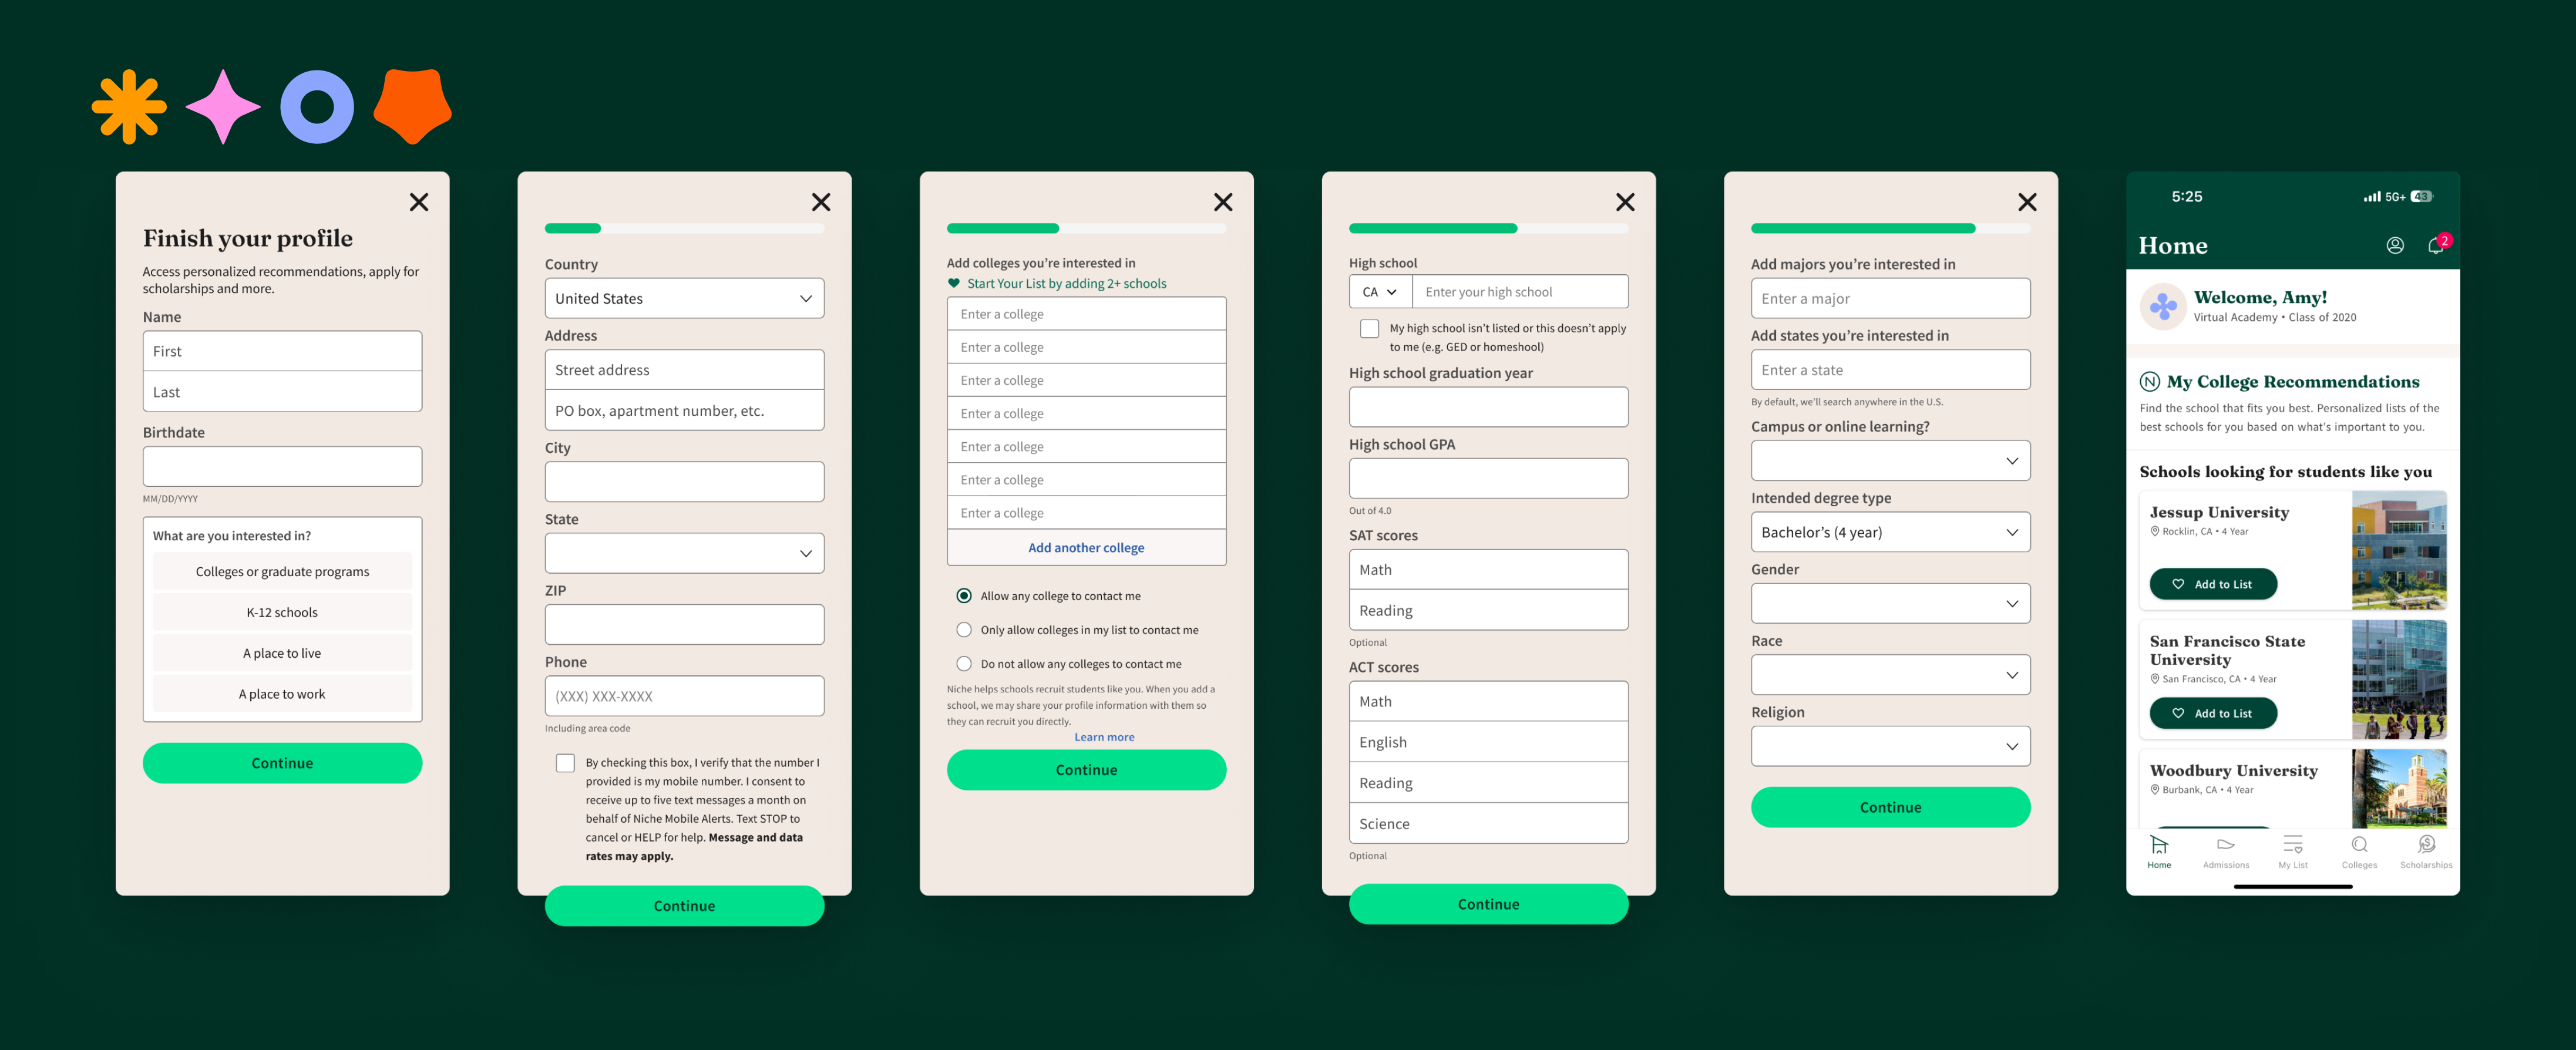 Finish your profile
Access personalized recommendations, apply for
scholarships and more.
Name
First
Last
Birthdate
MM/DD/YYYY
What are you interested in?
Colleges or graduate programs
K-12 schools
A place to live
A place to work
Continue
Country
United States
Address
Street address
PO box, apartment number, etc.
City
State
ZIP
Phone
(XXX) XXX-XXXX
Including area code
By checking this box, I verify that the number I
provided is my mobile number. I consent to
receive up to five text messages a month on
behalf of Niche Mobile Alerts. Text STOP to
cancel or HELP for help. Message and data
rates may apply.
Continue
Add colleges you’re interested in
Start Your List by adding 2+ schools
Enter a college
Enter a college
Enter a college
Enter a college
Enter a college
Enter a college
Enter a college
Add another college
Allow any college to contact me
Only allow colleges in my list to contact me
Do not allow any colleges to contact me
Niche helps schools recruit students like you. When you add a
school, we may share your profile information with them so
they can recruit you directly.
Learn more
Continue
High school
CA
Enter your high school
My high school isn’t listed or this doesn’t apply
to me (e.g. GED or homeshool)
High school graduation year
High school GPA
Out of 4.0
SAT scores
Math
Reading
Optional
ACT scores
Math
English
Reading
Science
Optional
Continue
Add majors you’re interested in
Enter a major
Add states you’re interested in
Enter a state
By default, we’ll search anywhere in the U.S.
Campus or online learning?
Intended degree type
Bachelor’s (4 year)
Gender
Race
Religion
Continue
5:25
5G+ 43
Home
2
Welcome, Amy!
Virtual Academy • Class of 2020
N My College Recommendations
Find the school that fits you best. Personalized lists of the
best schools for you based on what's important to you.
Schools looking for students like you
Jessup University
Rocklin, CA • 4 Year
Add to List
San Francisco State
University
San Francisco, CA • 4 Year
Add to List
Woodbury University
Burbank, CA • 4 Year
Home
Admissions
My List
Colleges
Scholarships